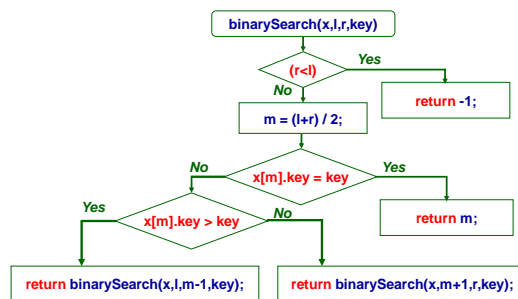 binarySearch(x,l,r,key)
(r<l)
Yes
No
return -1;
m = (l+r) / 2;
No
x[m].key = key
Yes
Yes
x[m].key > key
No
return m;
return binarySearch(x,l,m-1,key);
return binarySearch(x,m+1,r,key);